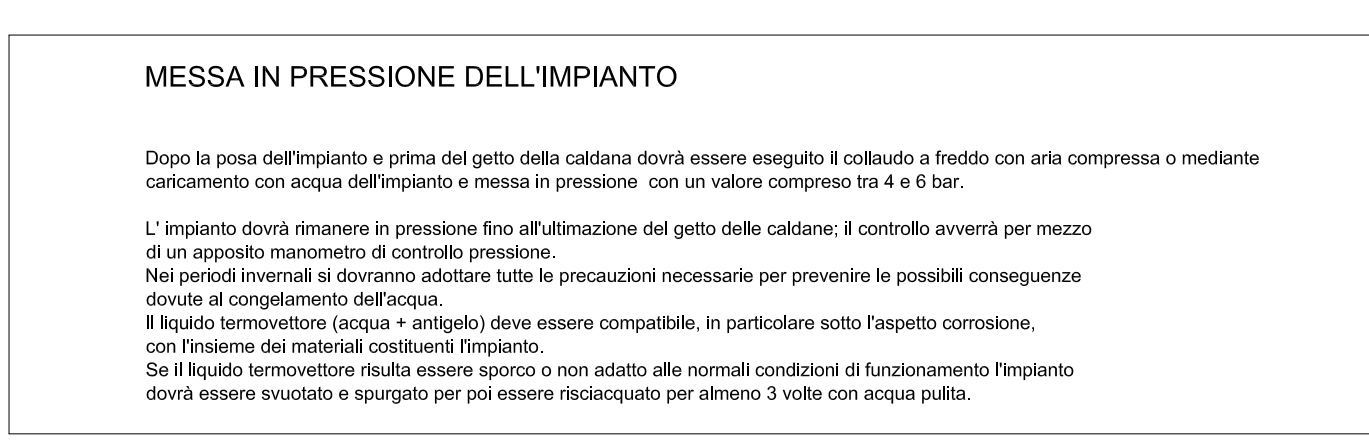 MESSA IN PRESSIONE DELL'IMPIANTO
Dopo la posa dell'impianto e prima del getto della caldana dovrà essere eseguito il collaudo a freddo con aria compressa o mediante
caricamento con acqua dell'impianto e messa in pressione con un valore compreso tra 4 e 6 bar.
L' impianto dovrà rimanere in pressione fino all'ultimazione del getto delle caldane; il controllo avverrà per mezzo
di un apposito manometro di controllo pressione.
Nei periodi invernali si dovranno adottare tutte le precauzioni necessarie per prevenire le possibili conseguenze
dovute al congelamento dell'acqua.
Il liquido termovettore (acqua + antigelo) deve essere compatibile, in particolare sotto l'aspetto corrosione,
con l'insieme dei materiali costituenti l'impianto.
Se il liquido termovettore risulta essere sporco o non adatto alle normali condizioni di funzionamento l'impianto
dovrà essere svuotato e spurgato per poi essere risciacquato per almeno 3 volte con acqua pulita.